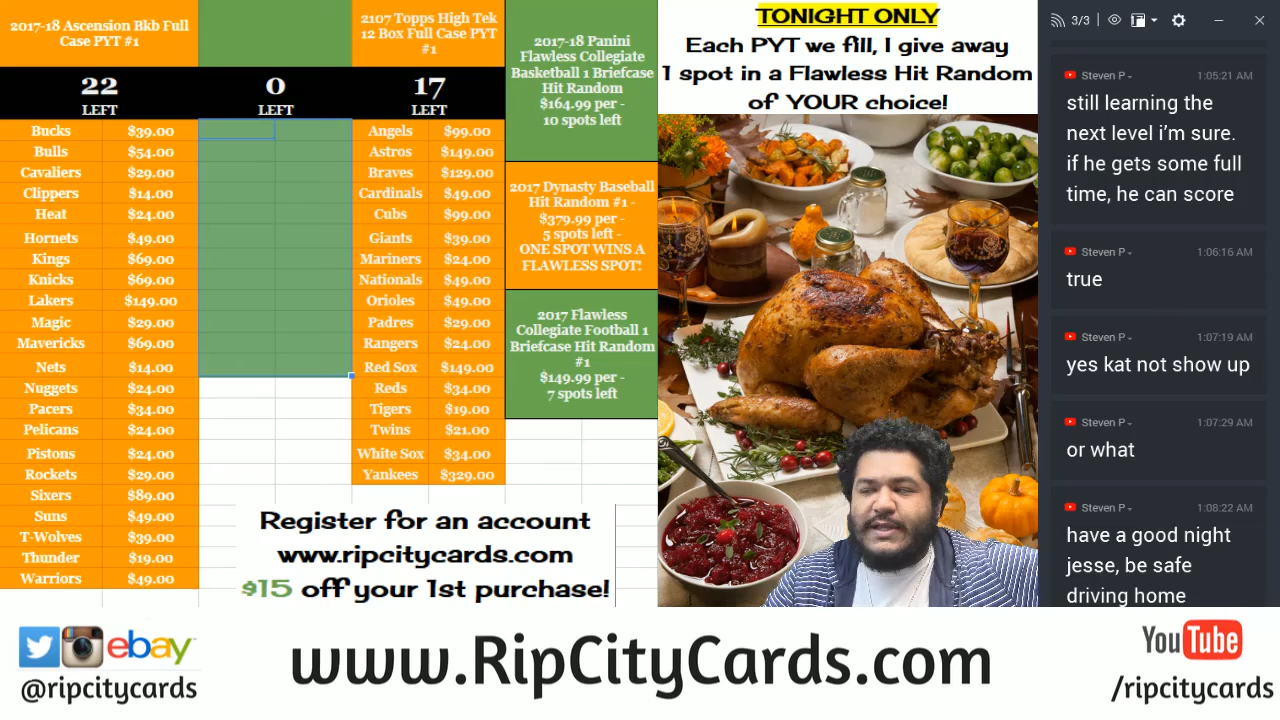 2017-18 Ascension Bkb Full
Case PYT #1
22
LEFT
Bucks $39.00
Bulls $54.00
Cavaliers $29.00
Clippers $14.00
Heat $24.00
Hornets $49.00
Kings $69.00
Knicks $69.00
Lakers $149.00
Magic $29.00
Mavericks $69.00
Nets $14.00
Nuggets $24.00
Pacers $34.00
Pelicans $24.00
Pistons $24.00
Rockets $29.00
Sixers $89.00
Suns $49.00
T-Wolves $39.00
Thunder $19.00
Warriors $49.00
0
LEFT
2107 Topps High Tek
12 Box Full Case PYT
#1
17
LEFT
Angels $99.00
Astros $149.00
Braves $129.00
Cardinals $49.00
Cubs $99.00
Giants $39.00
Mariners $24.00
Nationals $49.00
Orioles $49.00
Padres $29.00
Rangers $24.00
Red Sox $149.00
Reds $34.00
Tigers $19.00
Twins $21.00
White Sox $34.00
Yankees $329.00
2017-18 Panini
Flawless Collegiate
Basketball 1 Briefcase
Hit Random
$164.99 per -
10 spots left
2017 Dynasty Baseball
Hit Random #1 -
$379.99 per -
5 spots left -
ONE SPOT WINS A
FLAWLESS SPOT!
2017 Flawless
Collegiate Football 1
Briefcase Hit Random
#1
$149.99 per -
7 spots left
Register for an account
www.ripcitycards.com
$15 off your 1st purchase!
TONIGHT ONLY
Each PYT we fill, I give away
1 spot in a Flawless Hit Random
of YOUR choice!
3/3
Steven P 1:05:21 AM
still learning the
next level i'm sure.
if he gets some full
time, he can score
Steven P 1:06:16 AM
true
Steven P 1:07:19 AM
yes kat not show up
Steven P 1:07:29 AM
or what
Steven P 1:08:22 AM
have a good night
jesse, be safe
driving home
ebay
@ripcitycards
www.RipCityCards.com
YouTube
/ripcitycards